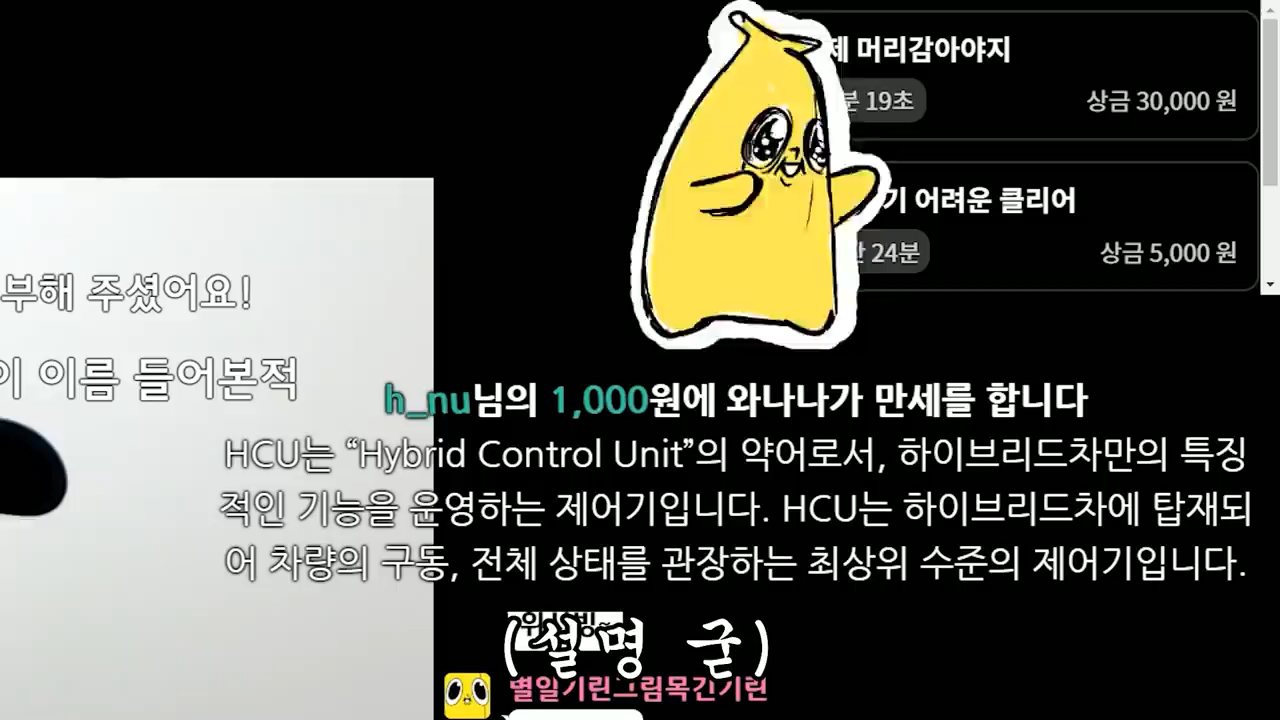 제 머리감아야지
분 19초
상금 30,000 원
기 어려운 클리어
24분
상금 5,000 원
부해 주셨어요!
이 이름 들어본적
h_nu님의 1,000원에 와나나가 만세를 합니다
HCU는 “Hybrid Control Unit”의 약어로서, 하이브리드차만의 특징
적인 기능을 운영하는 제어기입니다. HCU는 하이브리드차에 탑재되
어 차량의 구동, 전체 상태를 관장하는 최상위 수준의 제어기입니다.
(설명 굳)
별일기린그림목긴기린